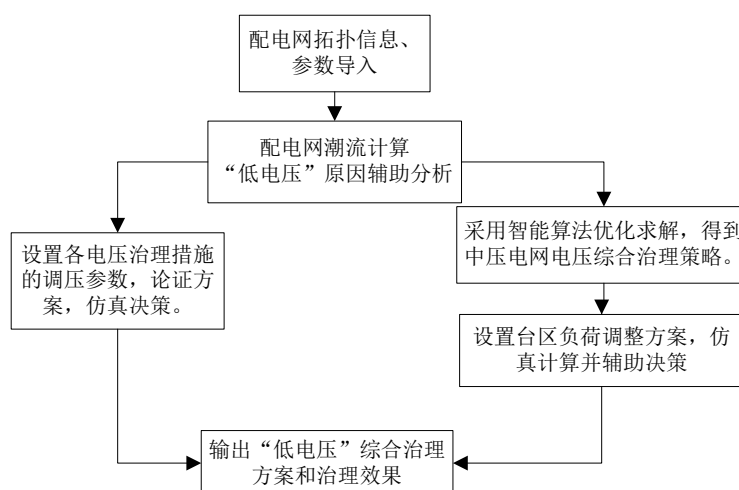 配电网拓扑信息、
参数导入
配电网潮流计算
“低电压”原因辅助分析
设置各电压治理措施
的调压参数，论证方
案，仿真决策。
采用智能算法优化求解，得到
中压电网电压综合治理策略。
设置台区负荷调整方案，仿
真计算并辅助决策
输出“低电压”综合治理
方案和治理效果